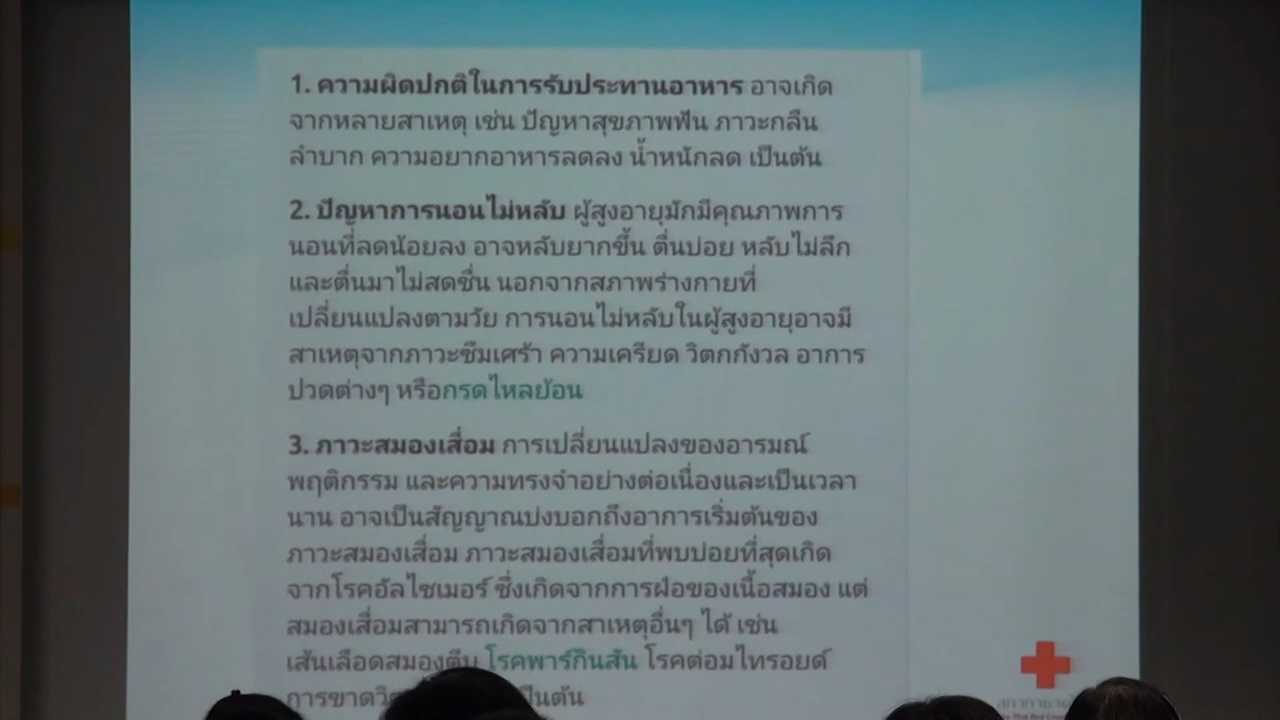 1. ความผิดปกติในการรับประทานอาหาร อาจเกิด
จากหลายสาเหตุ เช่น ปัญหาสุขภาพฟัน ภาวะกลืน
ลำบาก ความอยากอาหารลดลง น้ำหนักลด เป็นต้น
2. ปัญหาการนอนไม่หลับ ผู้สูงอายุมักมีคุณภาพการ
นอนที่ลดน้อยลง อาจหลับยากขึ้น ตื่นบ่อย หลับไม่ลึก
และตื่นมาไม่สดชื่น นอกจากสภาพร่างกายที่
เปลี่ยนแปลงตามวัย การนอนไม่หลับในผู้สูงอายุอาจมี
สาเหตุจากภาวะซึมเศร้า ความเครียด วิตกกังวล อาการ
ปวดต่างๆ หรือกรดไหลย้อน
3. ภาวะสมองเสื่อม การเปลี่ยนแปลงของอารมณ์
พฤติกรรม และความทรงจำอย่างต่อเนื่องและเป็นเวลา
นาน อาจเป็นสัญญาณบ่งบอกถึงอาการเริ่มต้นของ
ภาวะสมองเสื่อม ภาวะสมองเสื่อมที่พบบ่อยที่สุดเกิด
จากโรคอัลไซเมอร์ ซึ่งเกิดจากการฝ่อของเนื้อสมอง แต่
สมองเสื่อมสามารถเกิดจากสาเหตุอื่นๆ ได้ เช่น
เส้นเลือดสมองตีบ โรคพาร์กินสัน โรคต่อมไทรอยด์
การขาด เป็นต้น